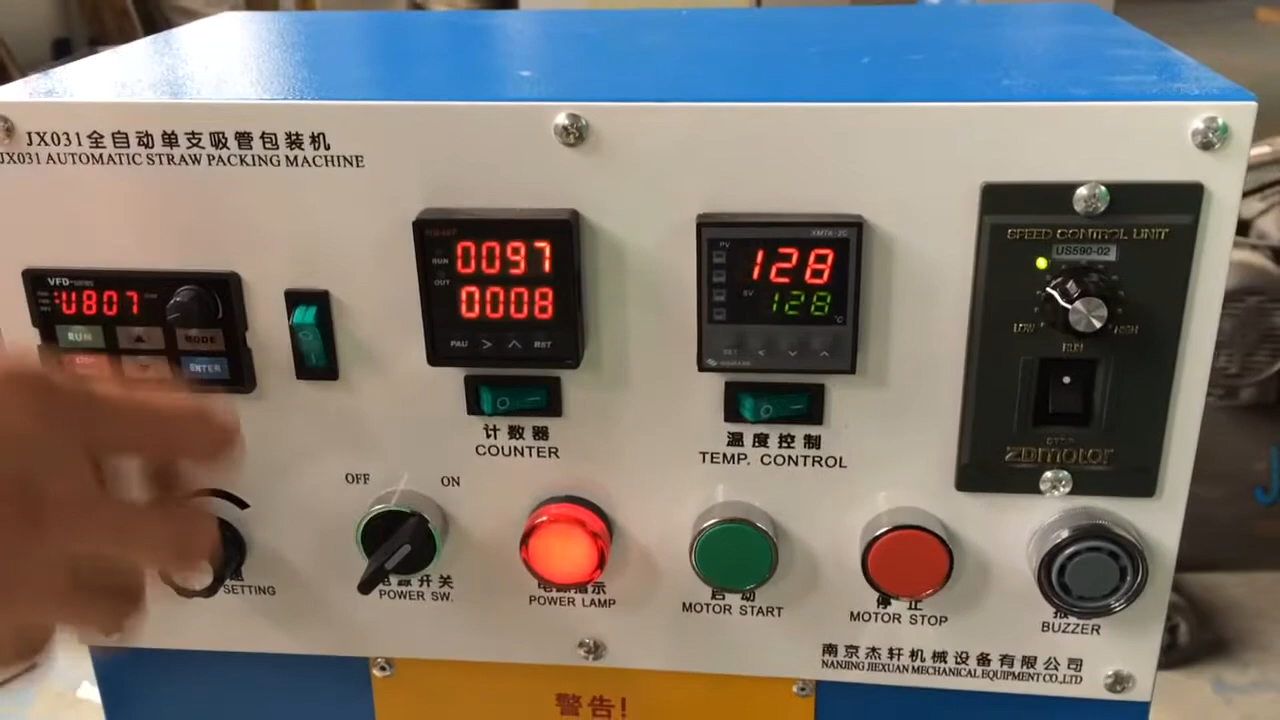 JX031全自动单支吸管包装机
JX031 AUTOMATIC STRAW PACKING MACHINE
VFD-series
U807
RUN
MODE
ENTER
RUN
0097
OUT
0008
PAU > ∧ RST
计数器
COUNTER
XMTA-2C
PV
128
SV
128
°C
SET < ∨ ∧
温度控制
TEMP. CONTROL
SPEED CONTROL UNIT
US590-02
LOW
HIGH
RUN
STOP
ZDmotor
SETTING
OFF
ON
电源开关
POWER SW.
电源指示
POWER LAMP
启动
MOTOR START
停止
MOTOR STOP
BUZZER
南京杰轩机械设备有限公司
NANJING JIEXUAN MECHANICAL EQUIPMENT CO.,LTD
警告!